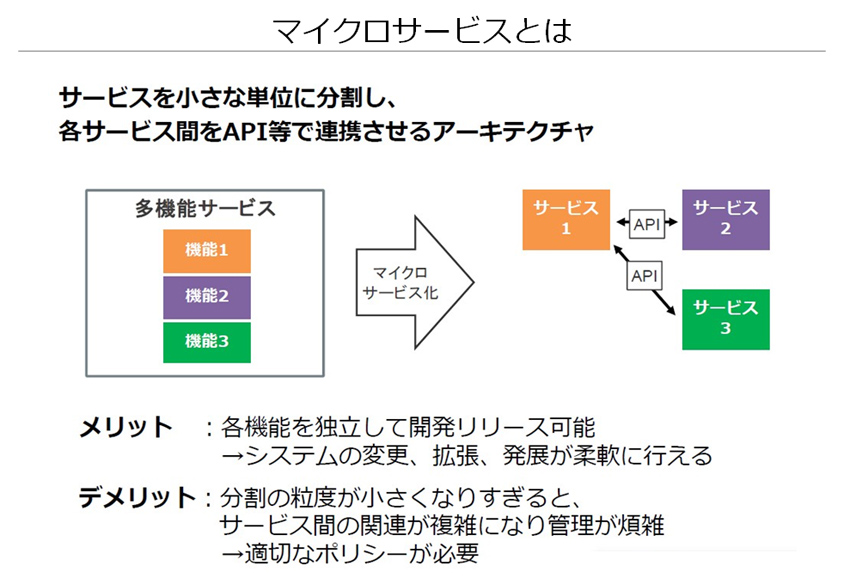 マイクロサービスとは
サービスを小さな単位に分割し、
各サービス間をAPI等で連携させるアーキテクチャ
多機能サービス
機能1
機能2
機能3
マイクロ
サービス化
サービス
1
API
サービス
2
API
サービス
3
メリット ：各機能を独立して開発リリース可能
→システムの変更、拡張、発展が柔軟に行える
デメリット：分割の粒度が小さくなりすぎると、
サービス間の関連が複雑になり管理が煩雑
→適切なポリシーが必要